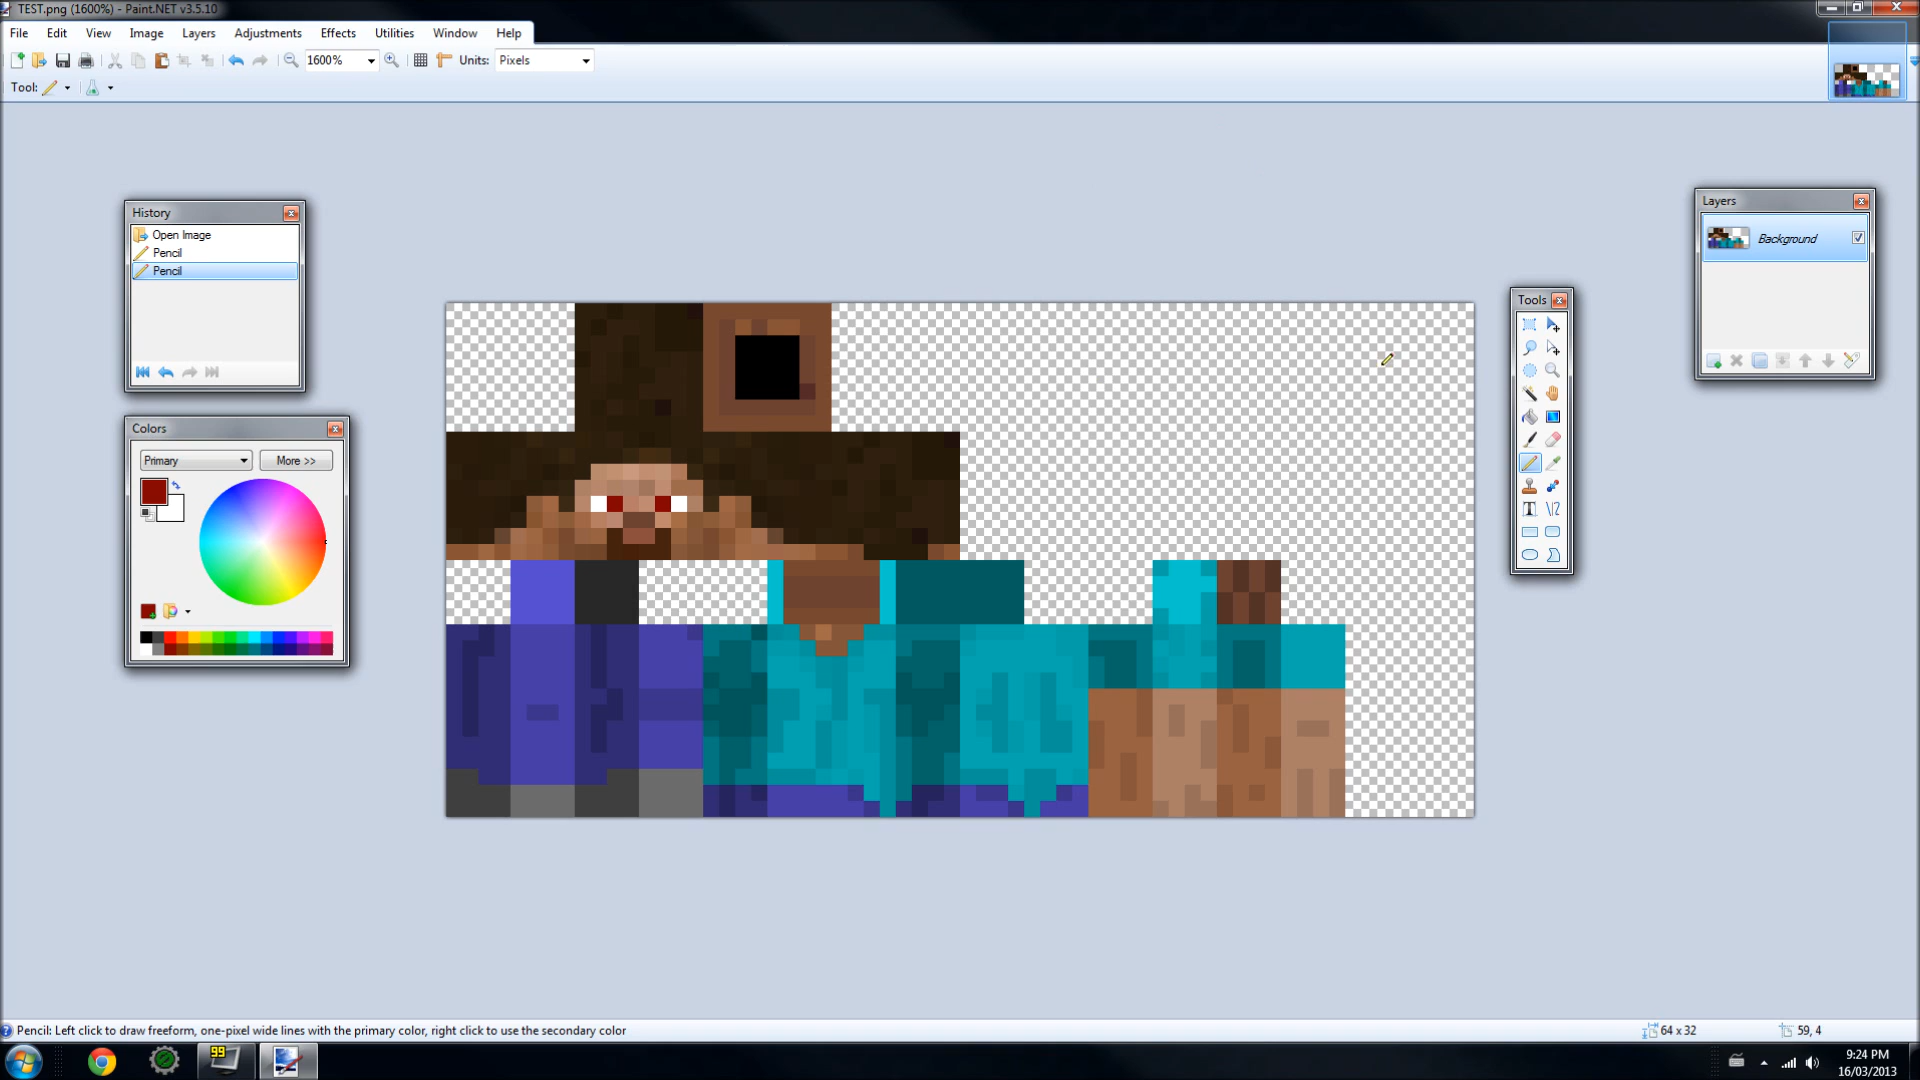 TEST.png (1600%) - Paint.NET v3.5.10
File Edit View Image Layers Adjustments Effects Utilities Window Help
1600% Units: Pixels
Tool:
History
Open Image
Pencil
Pencil
Colors
Primary More >>
Layers
Background
Tools
Pencil: Left click to draw freeform, one-pixel wide lines with the primary color, right click to use the secondary color
64 x 32
59, 4
99
9:24 PM
16/03/2013